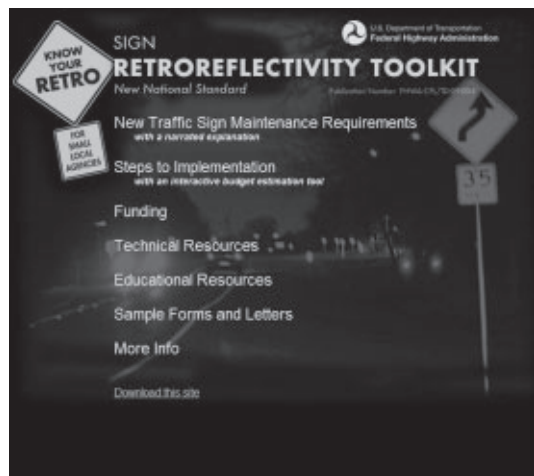 KNOW
YOUR
RETRO
FOR
SMALL
LOCAL
AGENCIES
U.S. Department of Transportation
Federal Highway Administration
SIGN
RETROREFLECTIVITY TOOLKIT
New National Standard
Publication Number
New Traffic Sign Maintenance Requirements
with a narrated explanation
Steps to Implementation
with an interactive budget estimation tool
35
Funding
Technical Resources
Educational Resources
Sample Forms and Letters
More Info
Download this site